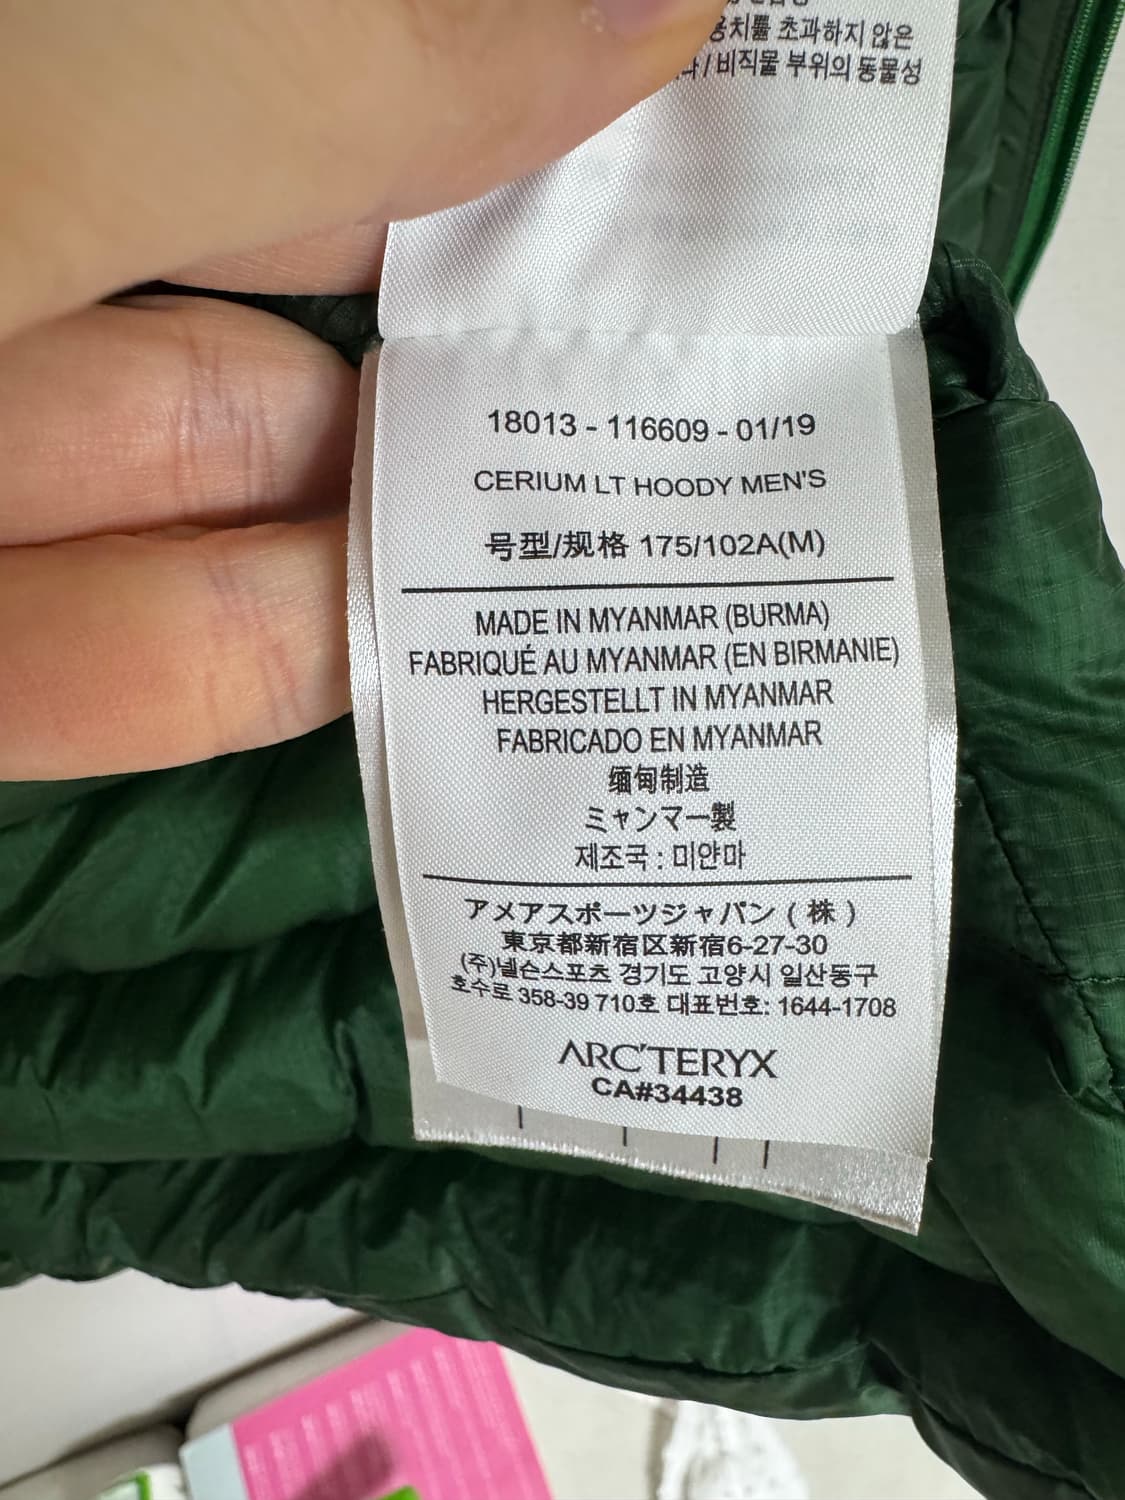 용치를 초과하지 않은
/ 비직물 부위의 동물성
18013 - 116609 - 01/19
CERIUM LT HOODY MEN'S
号型/规格 175/102A(M)
MADE IN MYANMAR (BURMA)
FABRIQUÉ AU MYANMAR (EN BIRMANIE)
HERGESTELLT IN MYANMAR
FABRICADO EN MYANMAR
缅甸制造
ミャンマー製
제조국 : 미얀마
アメアスポーツジャパン ( 株 )
東京都新宿区新宿6-27-30
(주)넬슨스포츠 경기도 고양시 일산동구
호수로 358-39 710호 대표번호: 1644-1708
ARC'TERYX
CA#34438